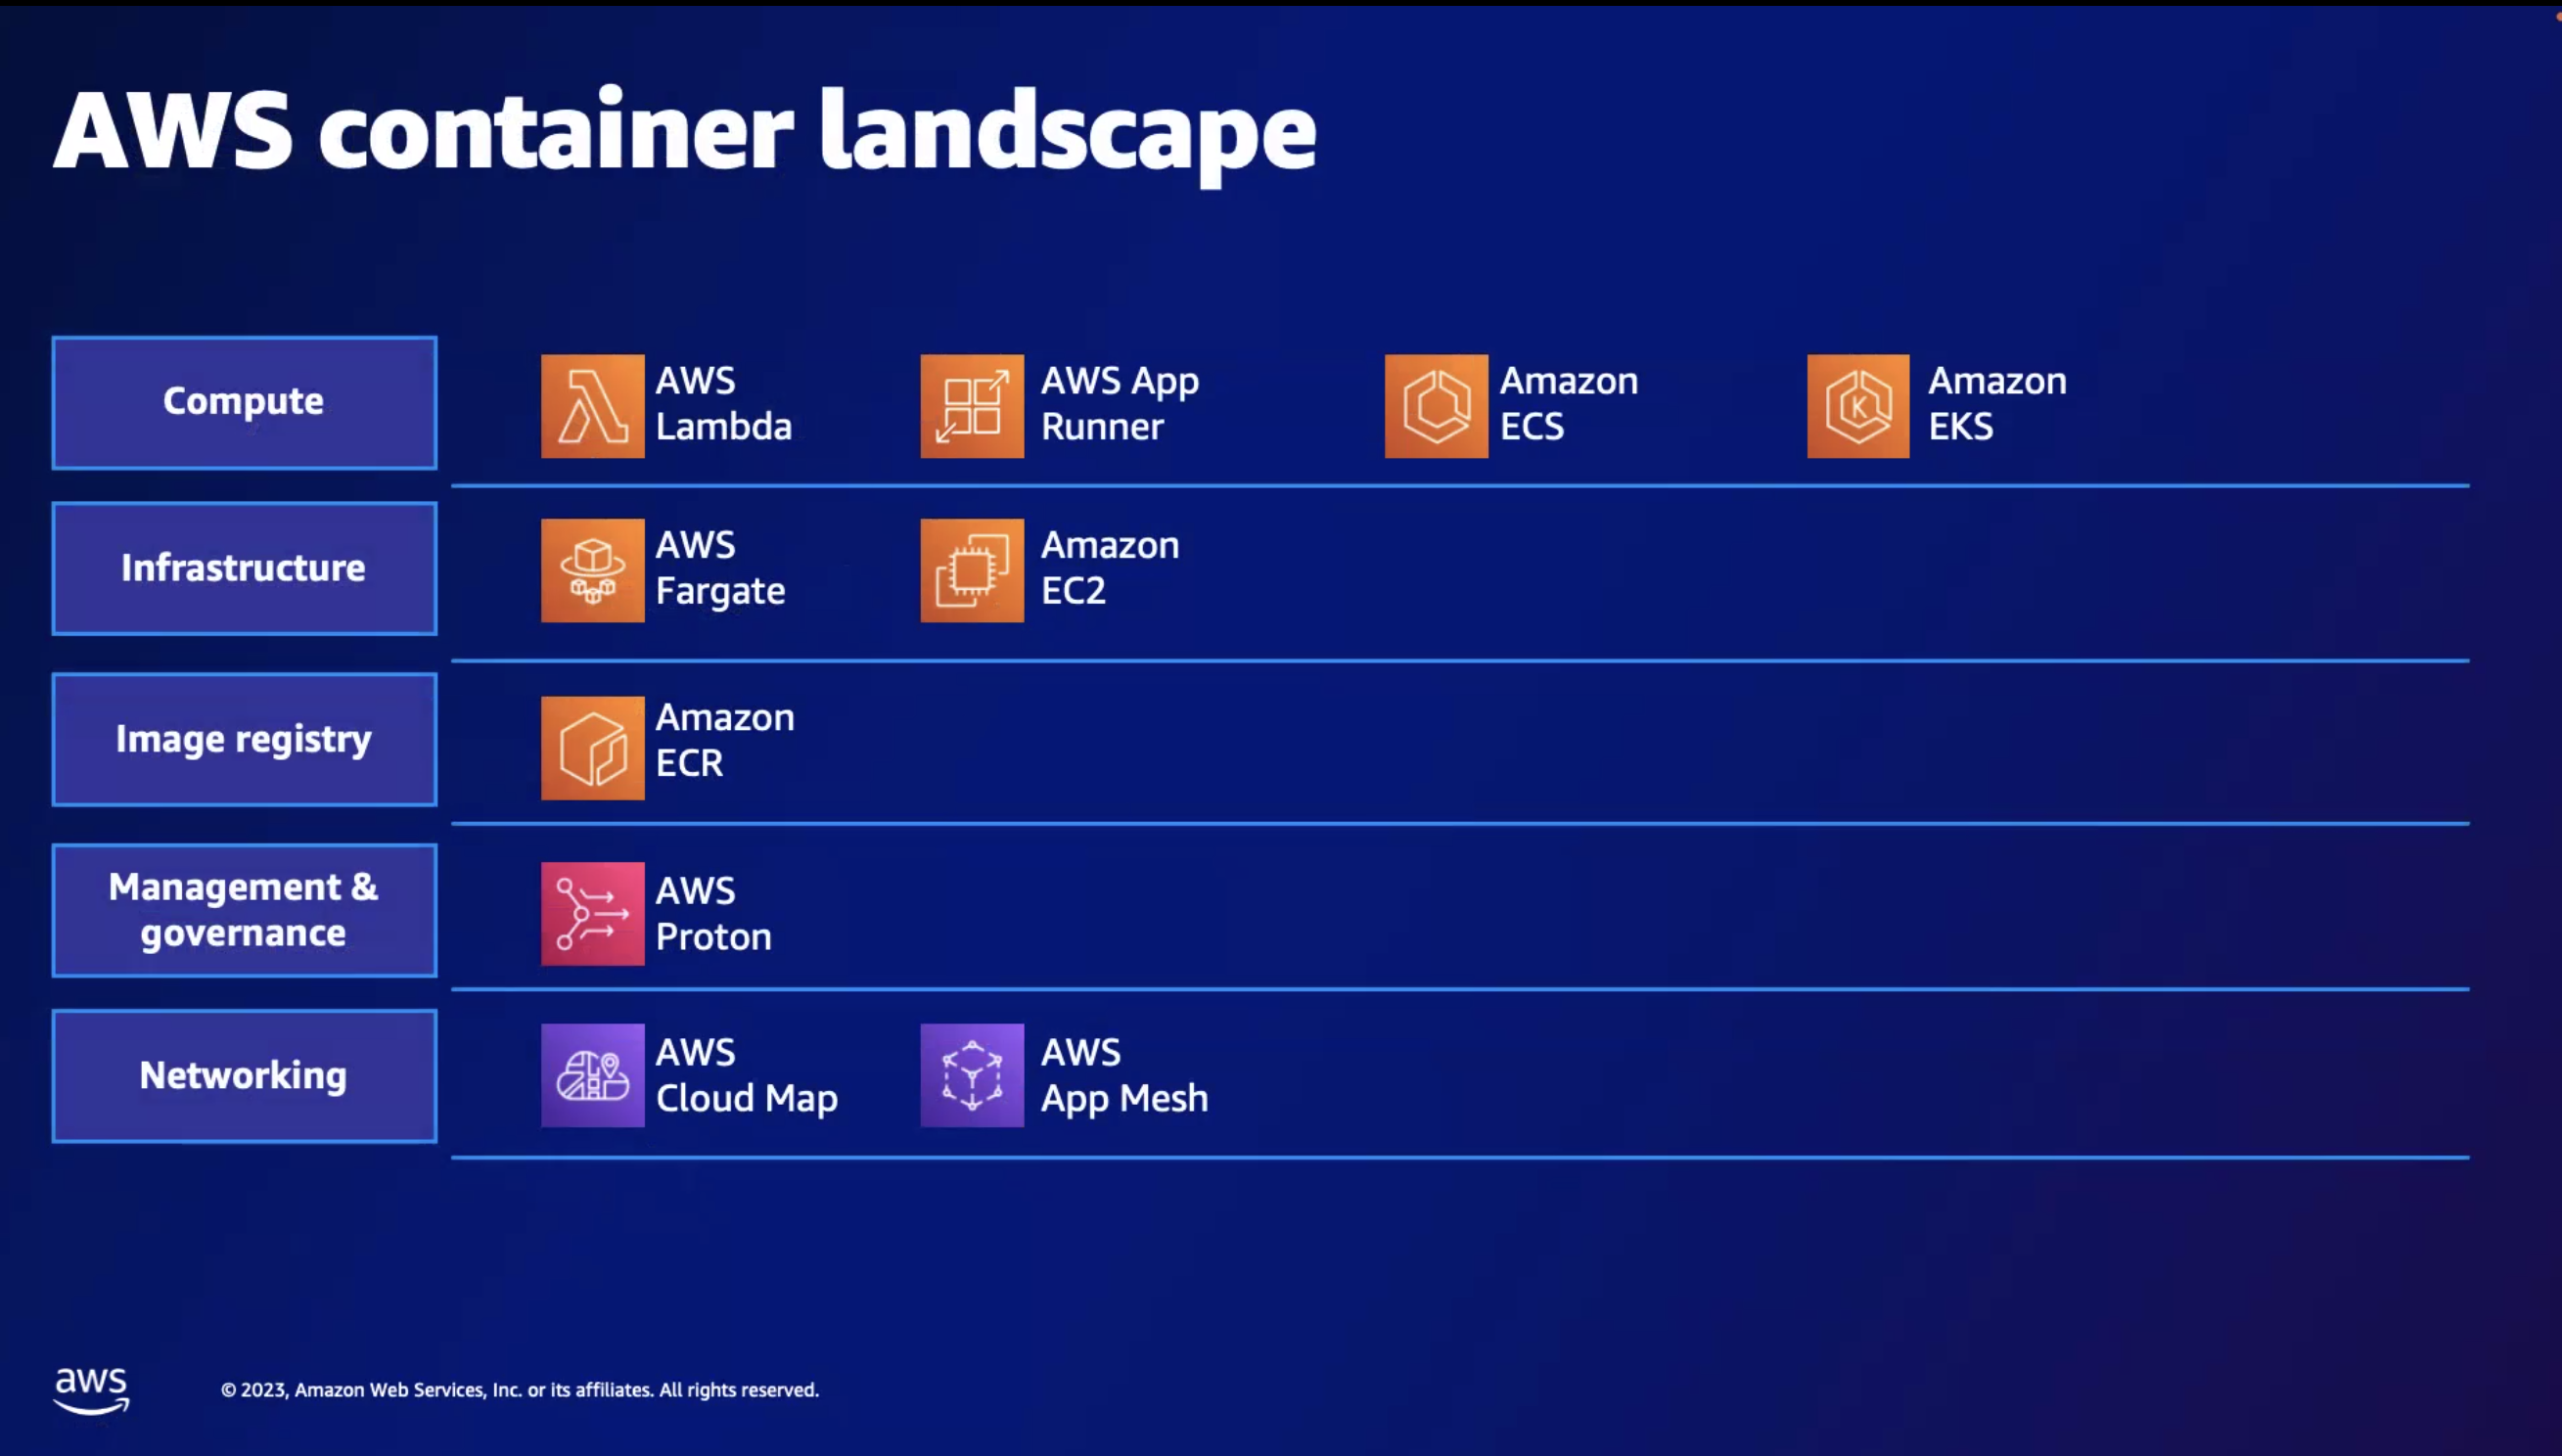 AWS container landscape
Compute
AWS
Lambda
AWS App
Runner
Amazon
ECS
Amazon
EKS
Infrastructure
AWS
Fargate
Amazon
EC2
Image registry
Amazon
ECR
Management &
governance
AWS
Proton
Networking
AWS
Cloud Map
AWS
App Mesh
aws
© 2023, Amazon Web Services, Inc. or its affiliates. All rights reserved.